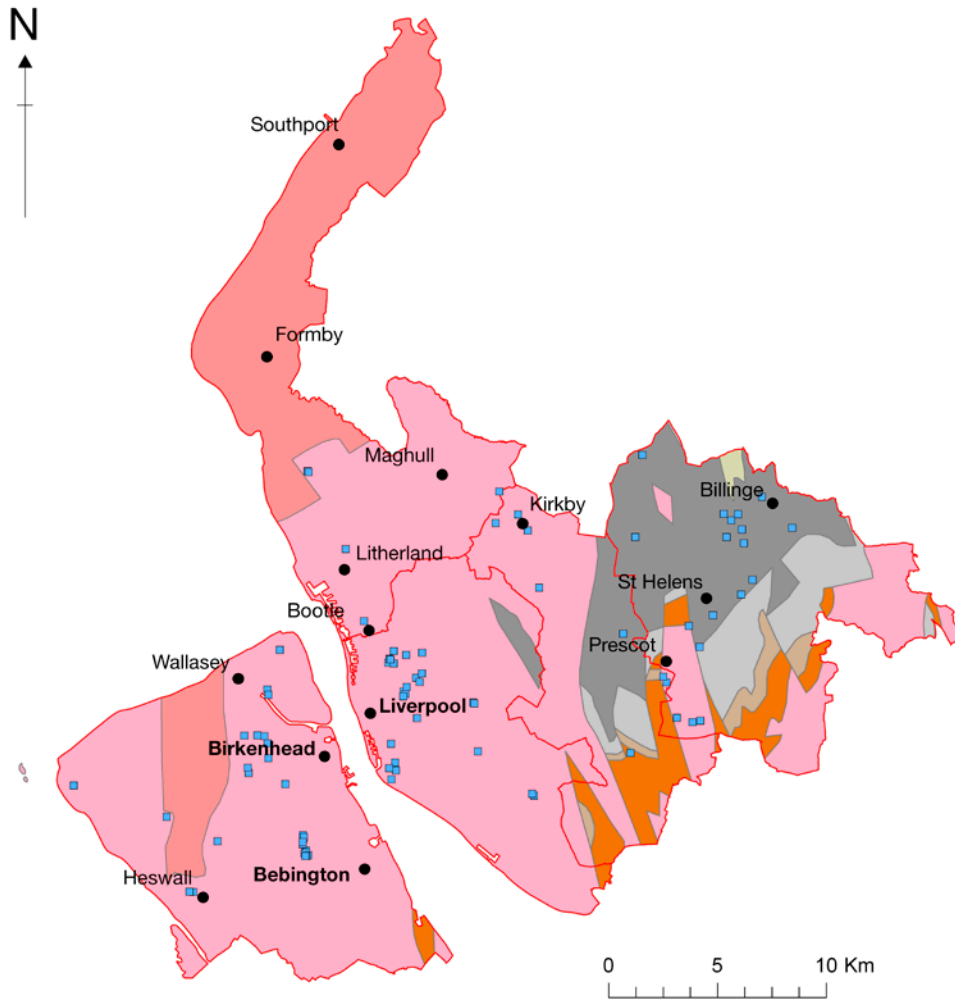 N
Southport
Formby
Maghull
Kirkby
Billinge
Litherland
St Helens
Bootle
Prescot
Wallasey
Liverpool
Birkenhead
Bebington
Heswall
0 5 10 Km